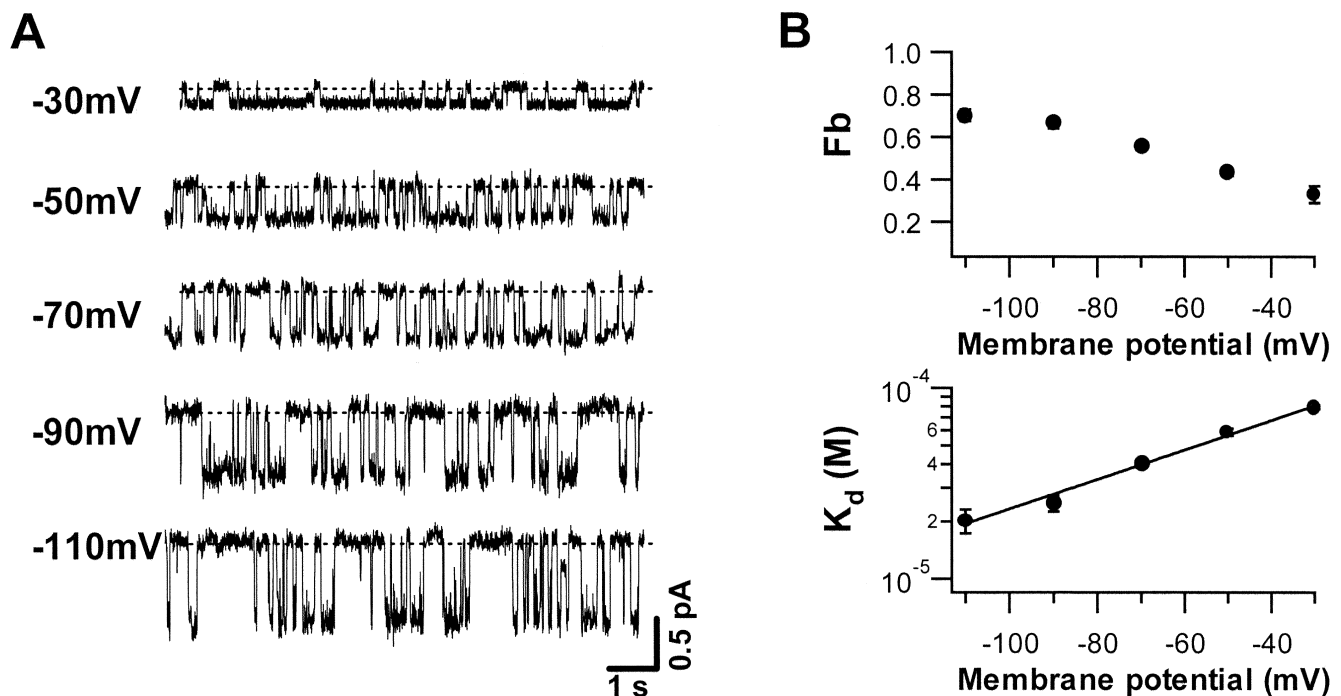 A
-30mV
-50mV
-70mV
-90mV
-110mV
0.5 pA
1 s
B
Fb
1.0
0.8
0.6
0.4
0.2
-100 -80 -60 -40
Membrane potential (mV)
Kd (M)
10-4
6
4
2
10-5
-100 -80 -60 -40
Membrane potential (mV)